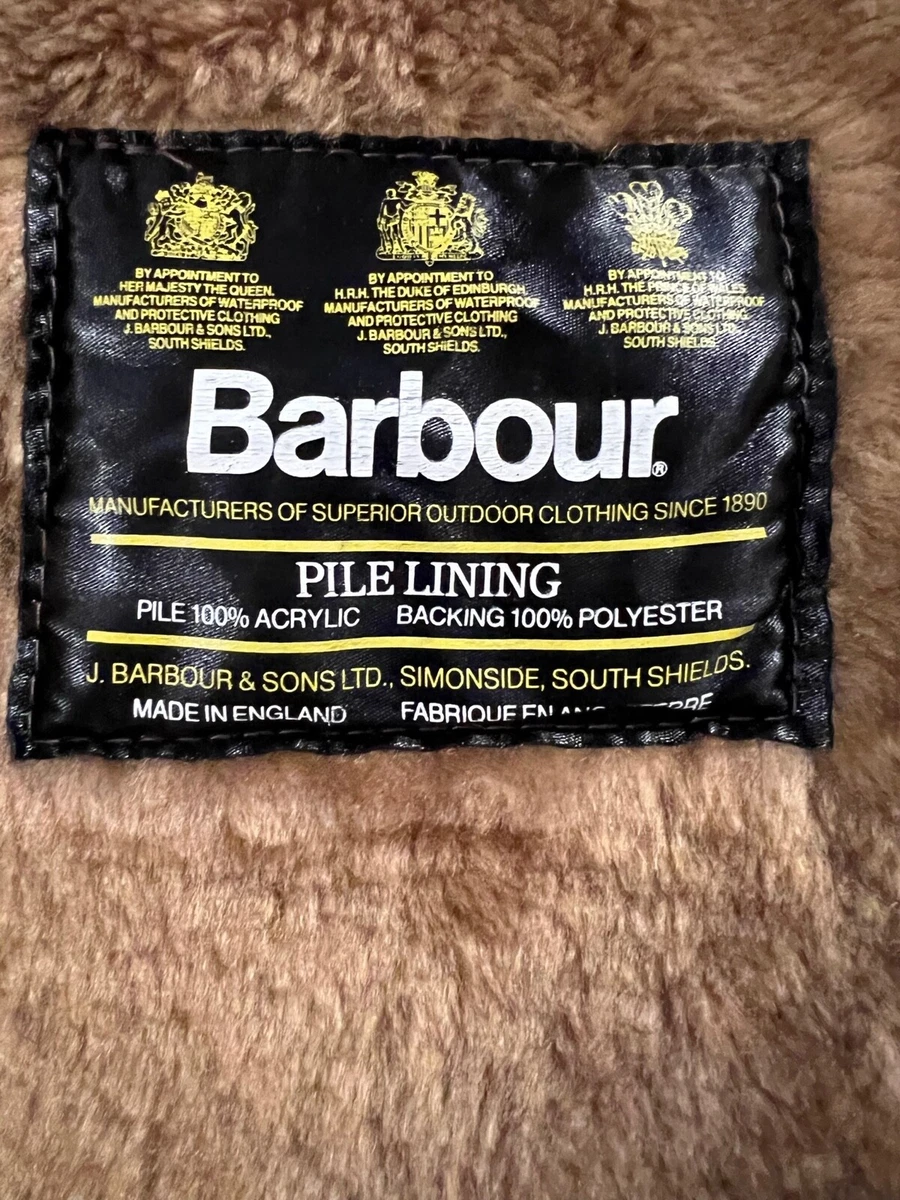 BY APPOINTMENT TO
HER MAJESTY THE QUEEN.
MANUFACTURERS OF WATERPROOF
AND PROTECTIVE CLOTHING
J. BARBOUR & SONS LTD.,
SOUTH SHIELDS.
BY APPOINTMENT TO
H.R.H. THE DUKE OF EDINBURGH.
MANUFACTURERS OF WATERPROOF
AND PROTECTIVE CLOTHING
J. BARBOUR & SONS LTD.,
SOUTH SHIELDS.
BY APPOINTMENT TO
H.R.H. THE PRINCE OF WALES
MANUFACTURERS OF WATERPROOF
AND PROTECTIVE CLOTHING
J. BARBOUR & SONS LTD.
SOUTH SHIELDS.
Barbour®
MANUFACTURERS OF SUPERIOR OUTDOOR CLOTHING SINCE 1890
PILE LINING
PILE 100% ACRYLIC BACKING 100% POLYESTER
J. BARBOUR & SONS LTD., SIMONSIDE, SOUTH SHIELDS.
MADE IN ENGLAND FABRIQUE EN